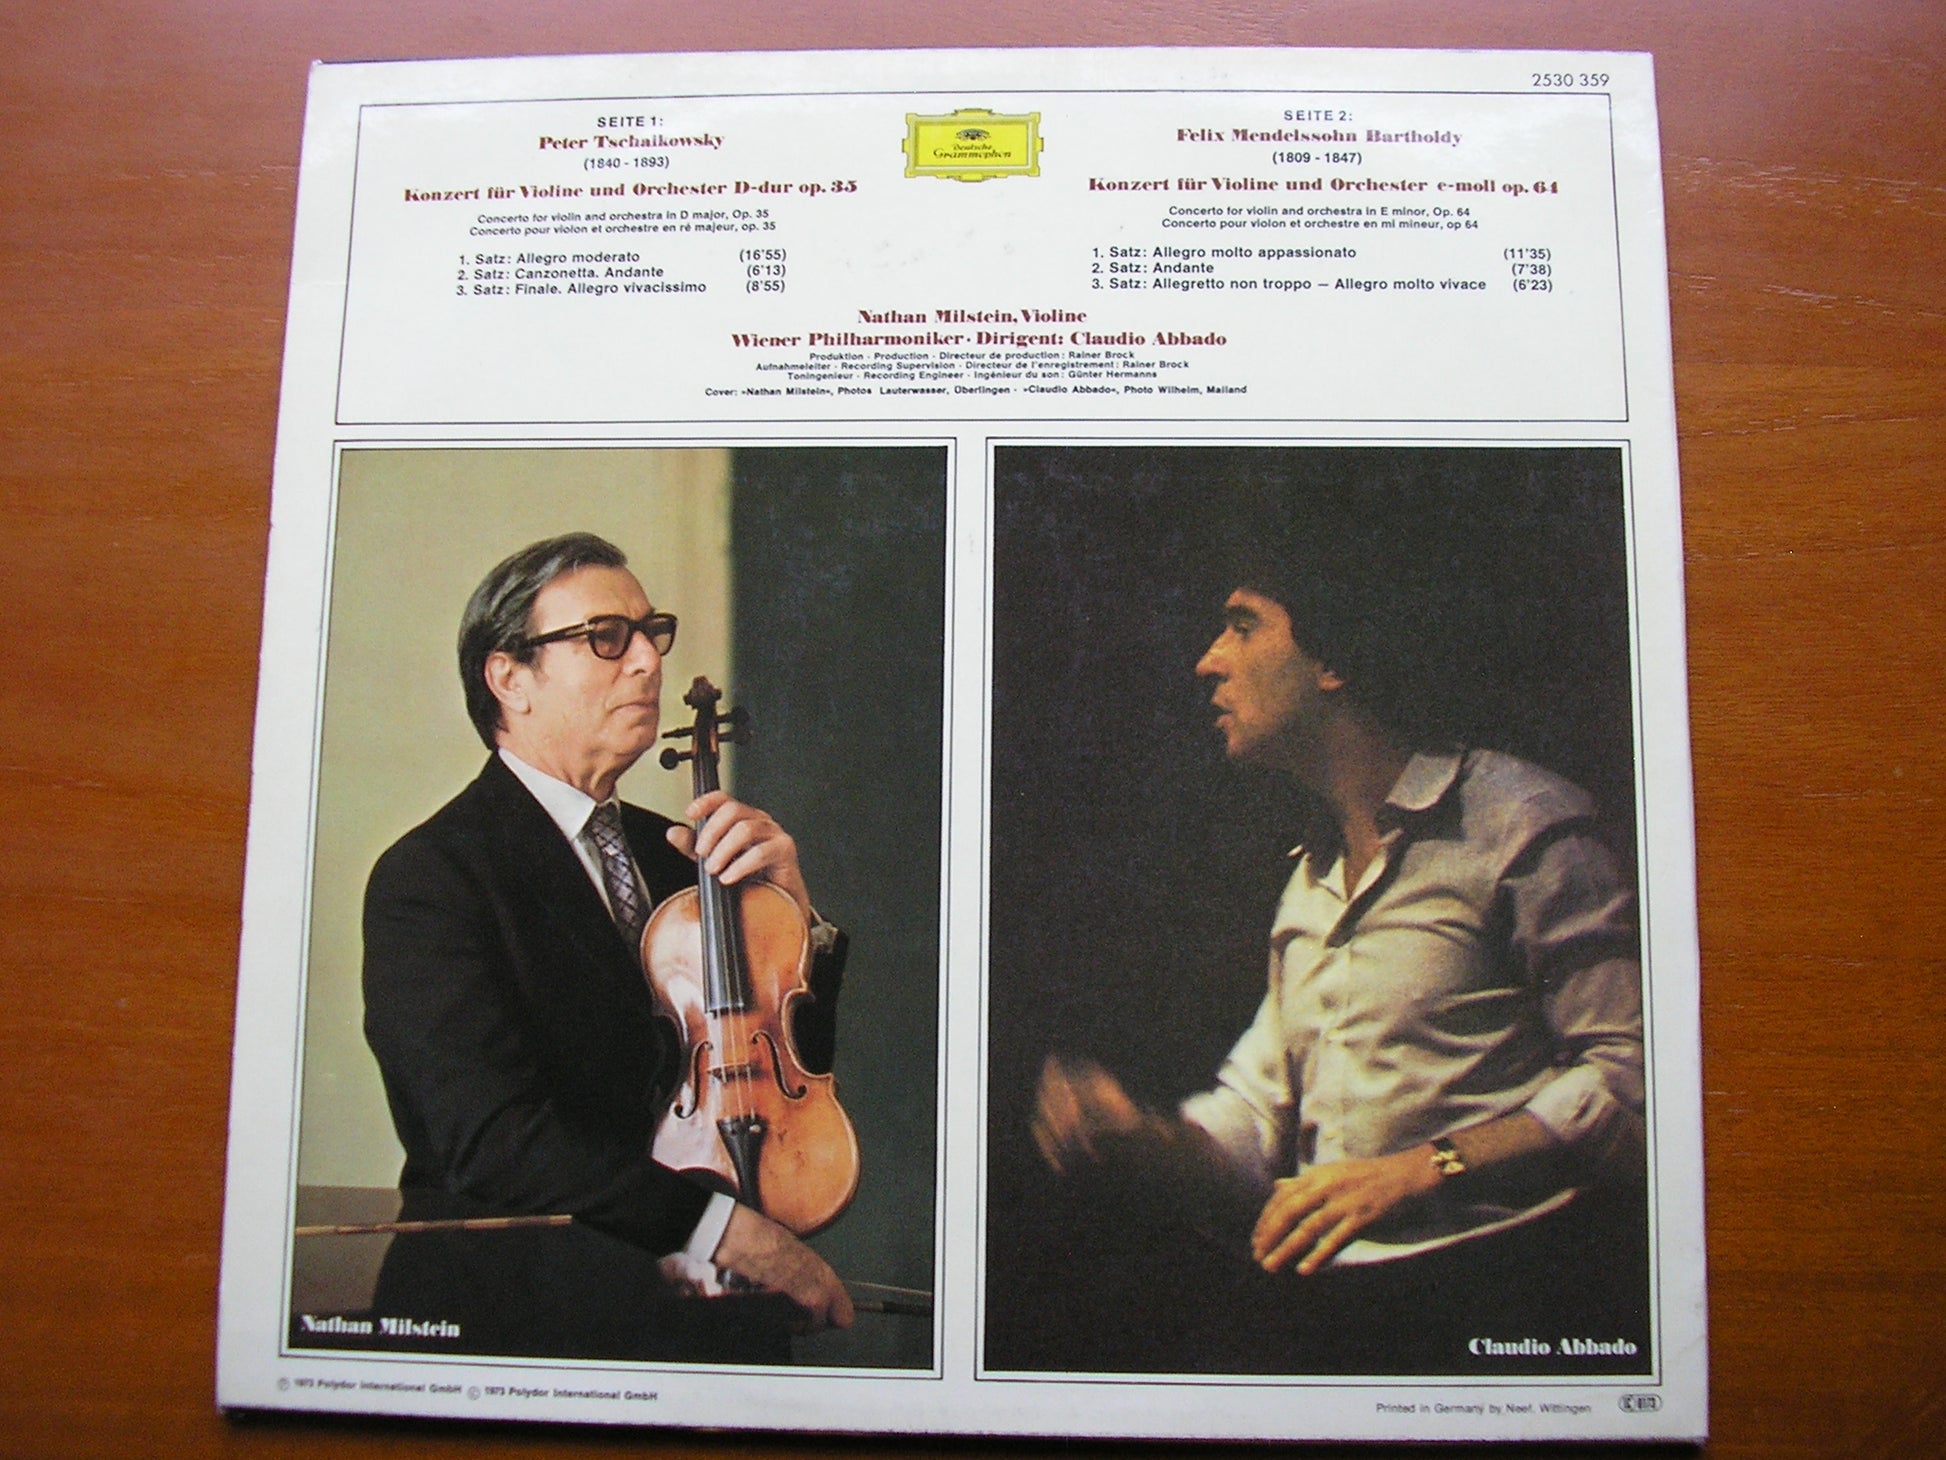 2530 359
SEITE 1:
Peter Tschaikowsky
(1840 - 1893)
Konzert für Violine und Orchester D-dur op. 35
Concerto for violin and orchestra in D major, Op. 35
Concerto pour violon et orchestre en ré majeur, op. 35
1. Satz: Allegro moderato (16'55)
2. Satz: Canzonetta. Andante (6'13)
3. Satz: Finale. Allegro vivacissimo (8'55)
Deutsche
Grammophon
SEITE 2:
Felix Mendelssohn Bartholdy
(1809 - 1847)
Konzert für Violine und Orchester e-moll op. 64
Concerto for violin and orchestra in E minor, Op. 64
Concerto pour violon et orchestre en mi mineur, op 64
1. Satz: Allegro molto appassionato (11'35)
2. Satz: Andante (7'38)
3. Satz: Allegretto non troppo – Allegro molto vivace (6'23)
Nathan Milstein, Violine
Wiener Philharmoniker · Dirigent: Claudio Abbado
Produktion · Production · Directeur de production: Rainer Brock
Aufnahmeleiter · Recording Supervision · Directeur de l'enregistrement: Rainer Brock
Toningenieur · Recording Engineer · Ingénieur du son: Günter Hermanns
Cover: »Nathan Milstein«, Photos Lauterwasser, Überlingen · »Claudio Abbado«, Photo Wilhelm, Mailand
Nathan Milstein
Claudio Abbado
℗ 1973 Polydor International GmbH © 1973 Polydor International GmbH
Printed in Germany by Neef, Wittingen